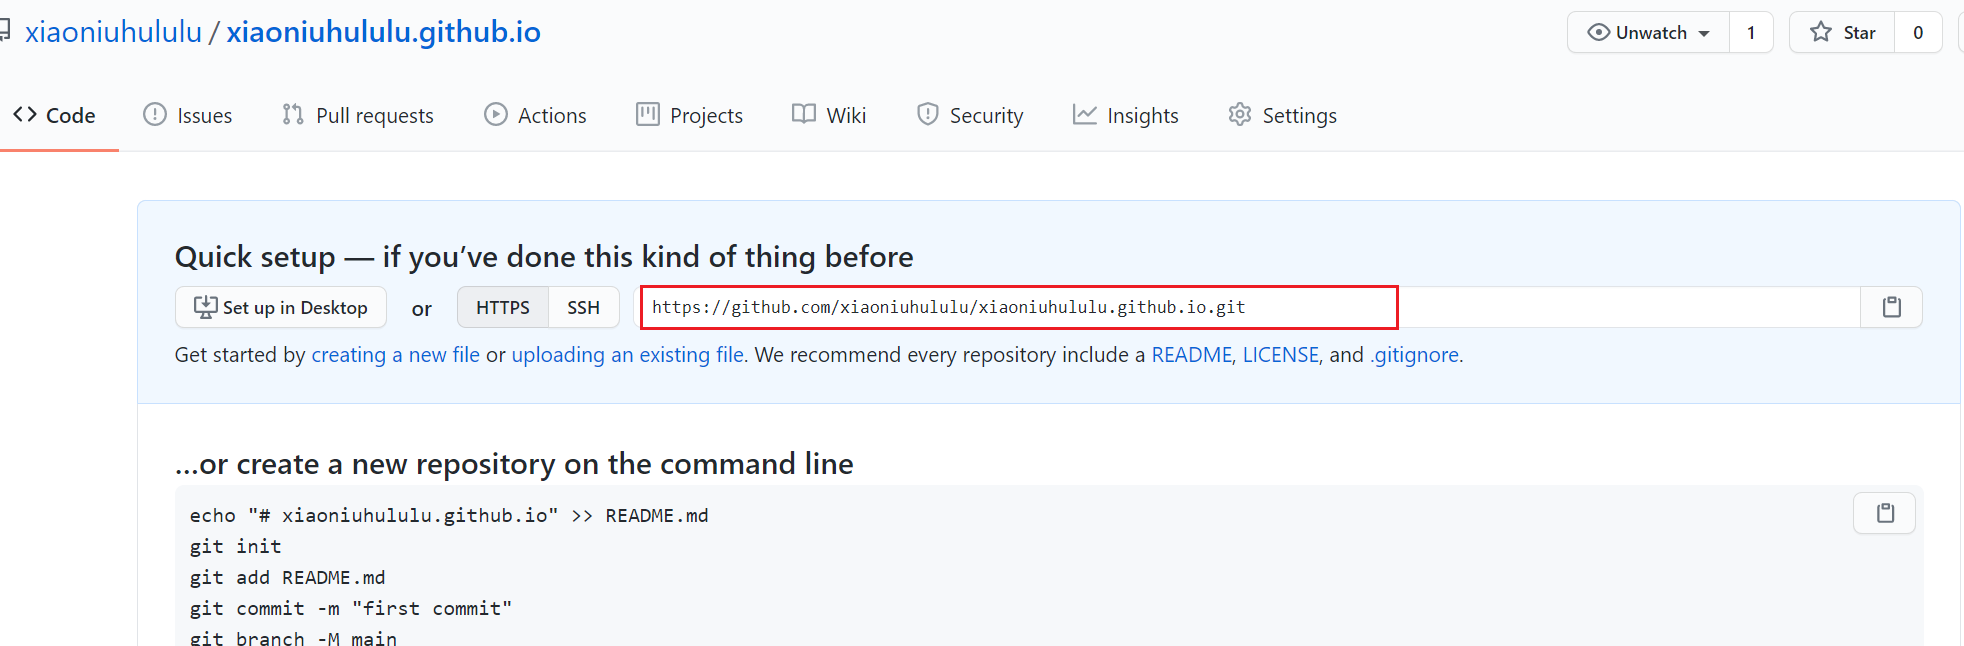 xiaoniuhululu / xiaoniuhululu.github.io
Unwatch 1 Star 0
Code Issues Pull requests Actions Projects Wiki Security Insights Settings
Quick setup — if you’ve done this kind of thing before
Set up in Desktop or HTTPS SSH https://github.com/xiaoniuhululu/xiaoniuhululu.github.io.git
Get started by creating a new file or uploading an existing file. We recommend every repository include a README, LICENSE, and .gitignore.
…or create a new repository on the command line
echo "# xiaoniuhululu.github.io" >> README.md
git init
git add README.md
git commit -m "first commit"
git branch -M main